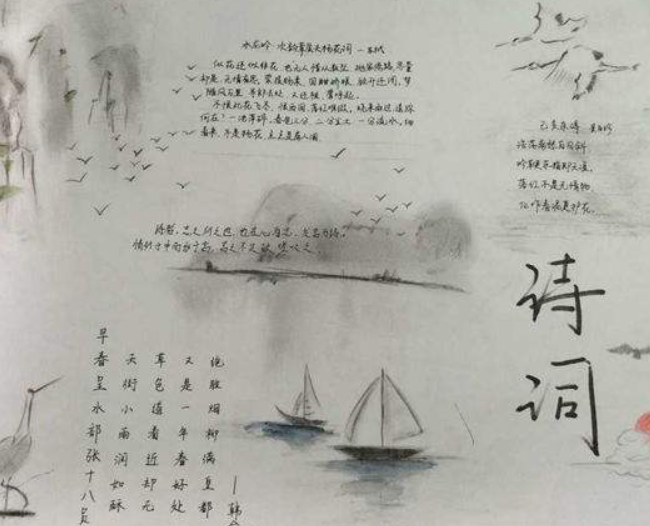 水龙吟 次韵章质夫杨花词 — 苏轼
似花还似非花 也无人惜从教坠 抛家傍路 思量
却是 无情有思 萦损柔肠 困酣娇眼 欲开还闭 梦
随风万里 寻郎去处 又还被 莺呼起
不恨此花飞尽 恨西园 落红难缀 晓来雨过 遗踪
何在 一池萍碎 春色三分 二分尘土 一分流水 细
看来 不是杨花 点点是离人泪
己亥杂诗 龚自珍
浩荡离愁白日斜
吟鞭东指即天涯
落红不是无情物
化作春泥更护花
诗者,志之所之也,在心为志,发言为诗
情动于中而形于言,言之不足故嗟叹之
诗词
早春呈水部张十八员
天街小雨润如酥
草色遥看近却无
又是一年春好处
绝胜烟柳满皇都
—韩